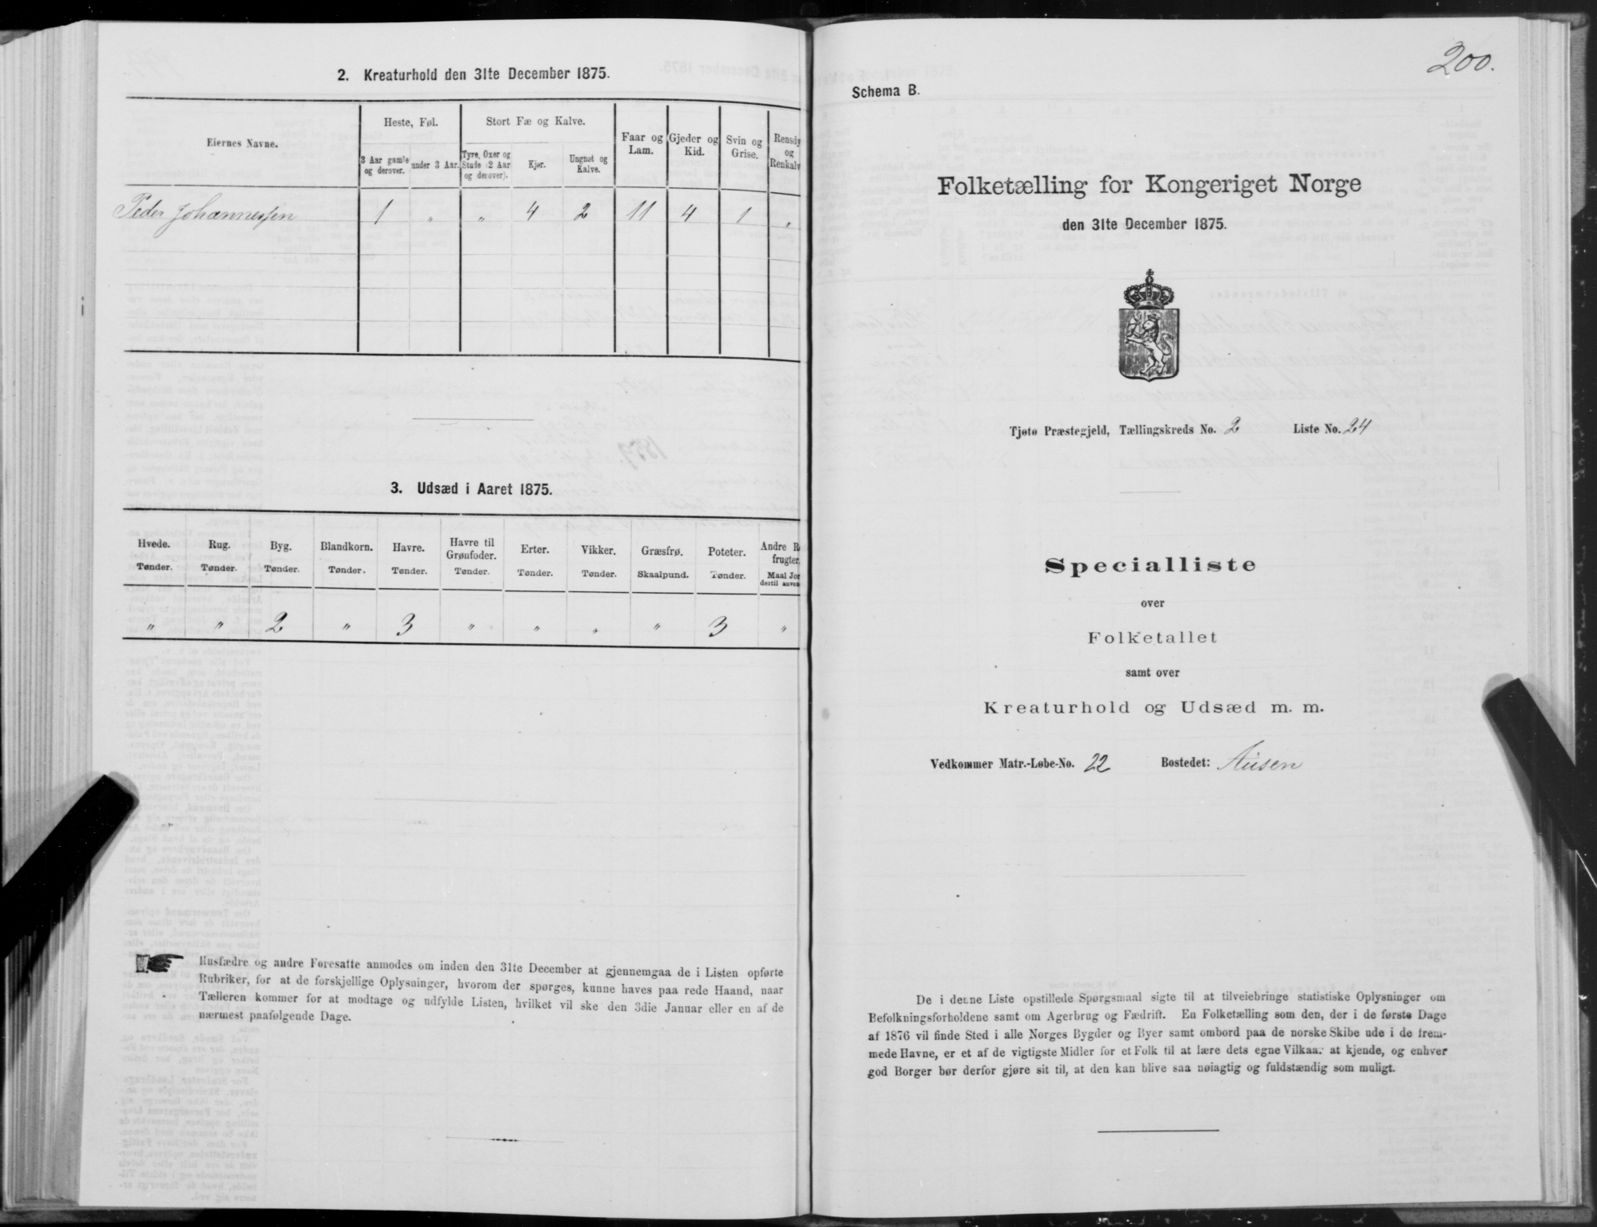 2. Kreaturhold den 31te December 1875.
Eiernes Navne.
Heste, Føl.
Stort Fæ og Kalve.
Faar og Lam.
Gjeder og Kid.
Svin og Grise.
Rensdy
og
Renkalv
3 Aar gamle og derover.
under 3 Aar.
Tyre, Oxer og Stude (2 Aar og derover).
Kjør.
Ungnøt og Kalve.
Peder Johannessen 1 " " 4 2 11 4 1 "
3. Udsæd i Aaret 1875.
Hvede. Rug. Byg. Blandkorn. Havre. Havre til Grønfoder. Erter. Vikker. Græsfrø. Poteter. Andre R
frugter
Tønder. Tønder. Tønder. Tønder. Tønder. Tønder. Tønder. Tønder. Skaalpund. Tønder. Maal Jor
dertil anven
" " 2 " 3 " " " " 3 "
Husfædre og andre Foresatte anmodes om inden den 31te December at gjennemgaa de i Listen opførte
Rubriker, for at de forskjellige Oplysninger, hvorom der spørges, kunne haves paa rede Haand, naar
Tælleren kommer for at modtage og udfylde Listen, hvilket vil ske den 3die Januar eller en af de
nærmest paafølgende Dage.
200.
Schema B.
Folketælling for Kongeriget Norge
den 31te December 1875.
Tjøtø Præstegjeld, Tællingskreds No. 2 Liste No. 24
Specialliste
over
Folketallet
samt over
Kreaturhold og Udsæd m. m.
Vedkommer Matr.-Løbe-No. 22 Bostedet: Ausen
De i denne Liste opstillede Spørgsmaal sigte til at tilveiebringe statistiske Oplysninger om
Befolkningsforholdene samt om Agerbrug og Fædrift. En Folketælling som den, der i de første Dage
af 1876 vil finde Sted i alle Norges Bygder og Byer samt ombord paa de norske Skibe ude i de frem-
mede Havne, er et af de vigtigste Midler for et Folk til at lære dets egne Vilkaar at kjende, og enhver
god Borger bør derfor gjøre sit til, at den kan blive saa nøiagtig og fuldstændig som muligt.